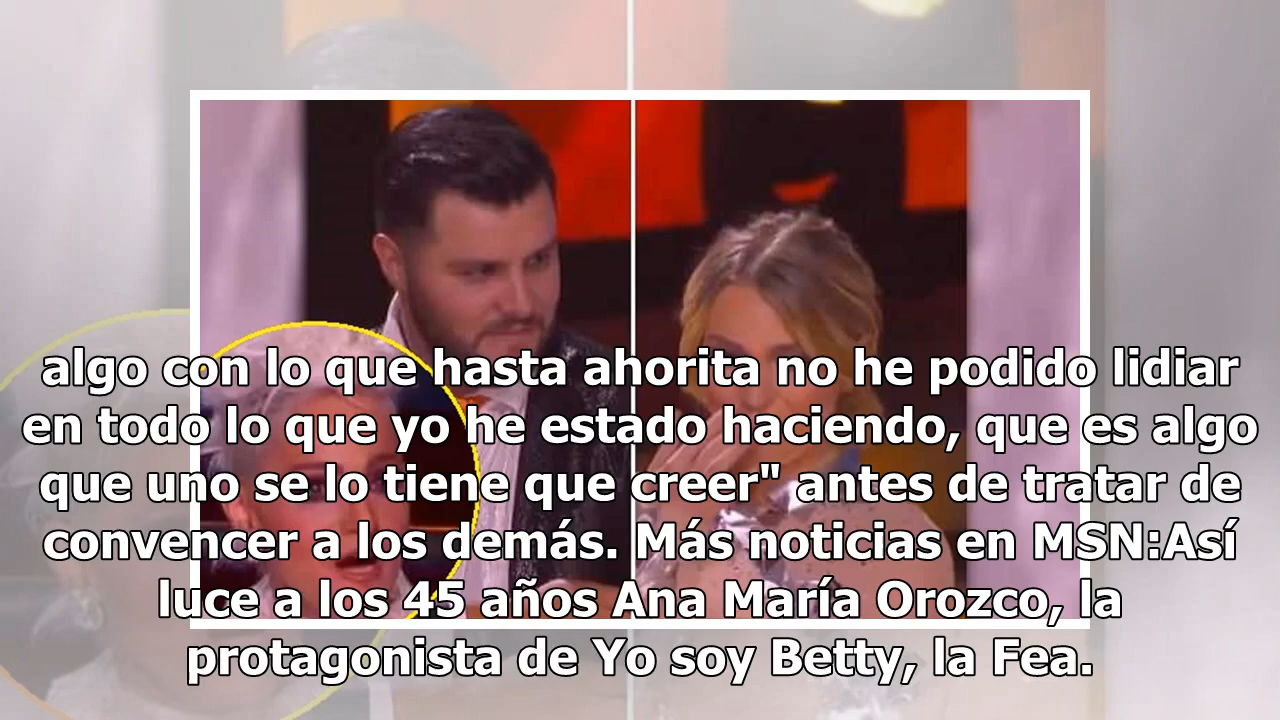 algo con lo que hasta ahorita no he podido lidiar
en todo lo que yo he estado haciendo, que es algo
que uno se lo tiene que creer" antes de tratar de
convencer a los demás. Más noticias en MSN:Así
luce a los 45 años Ana María Orozco, la
protagonista de Yo soy Betty, la Fea.